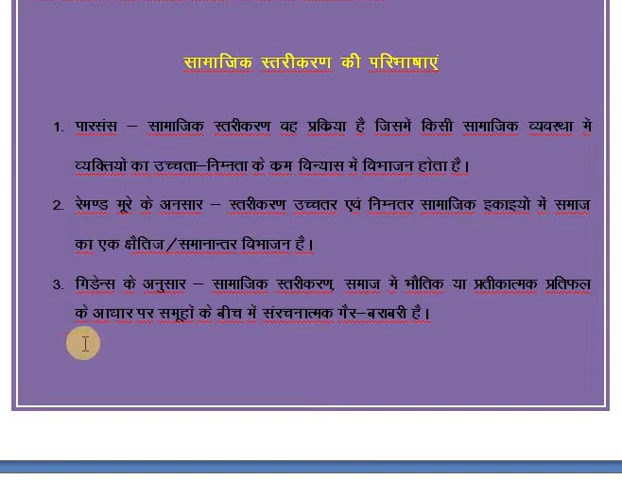 सामाजिक स्तरीकरण की परिभाषाएं
1. पारसंस – सामाजिक स्तरीकरण वह प्रक्रिया है जिसमें किसी सामाजिक व्यवस्था में
व्यक्तियों का उच्चता–निम्नता के क्रम विन्यास में विभाजन होता है।
2. रेमण्ड मूरे के अनसार – स्तरीकरण उच्चतर एवं निम्नतर सामाजिक इकाइयों में समाज
का एक क्षैतिज/समानान्तर विभाजन है।
3. गिडेन्स के अनुसार – सामाजिक स्तरीकरण, समाज में भौतिक या प्रतीकात्मक प्रतिफल
के आधार पर समूहों के बीच में संरचनात्मक गैर–बराबरी है।